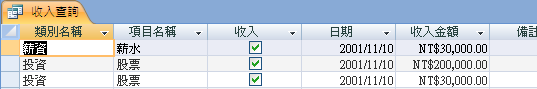 收入查詢
類別名稱 項目名稱 收入 日期 收入金額 備註
薪資 薪水 2001/11/10 NT$30,000.00
投資 股票 2001/11/10 NT$200,000.00
投資 股票 2001/11/10 NT$30,000.00